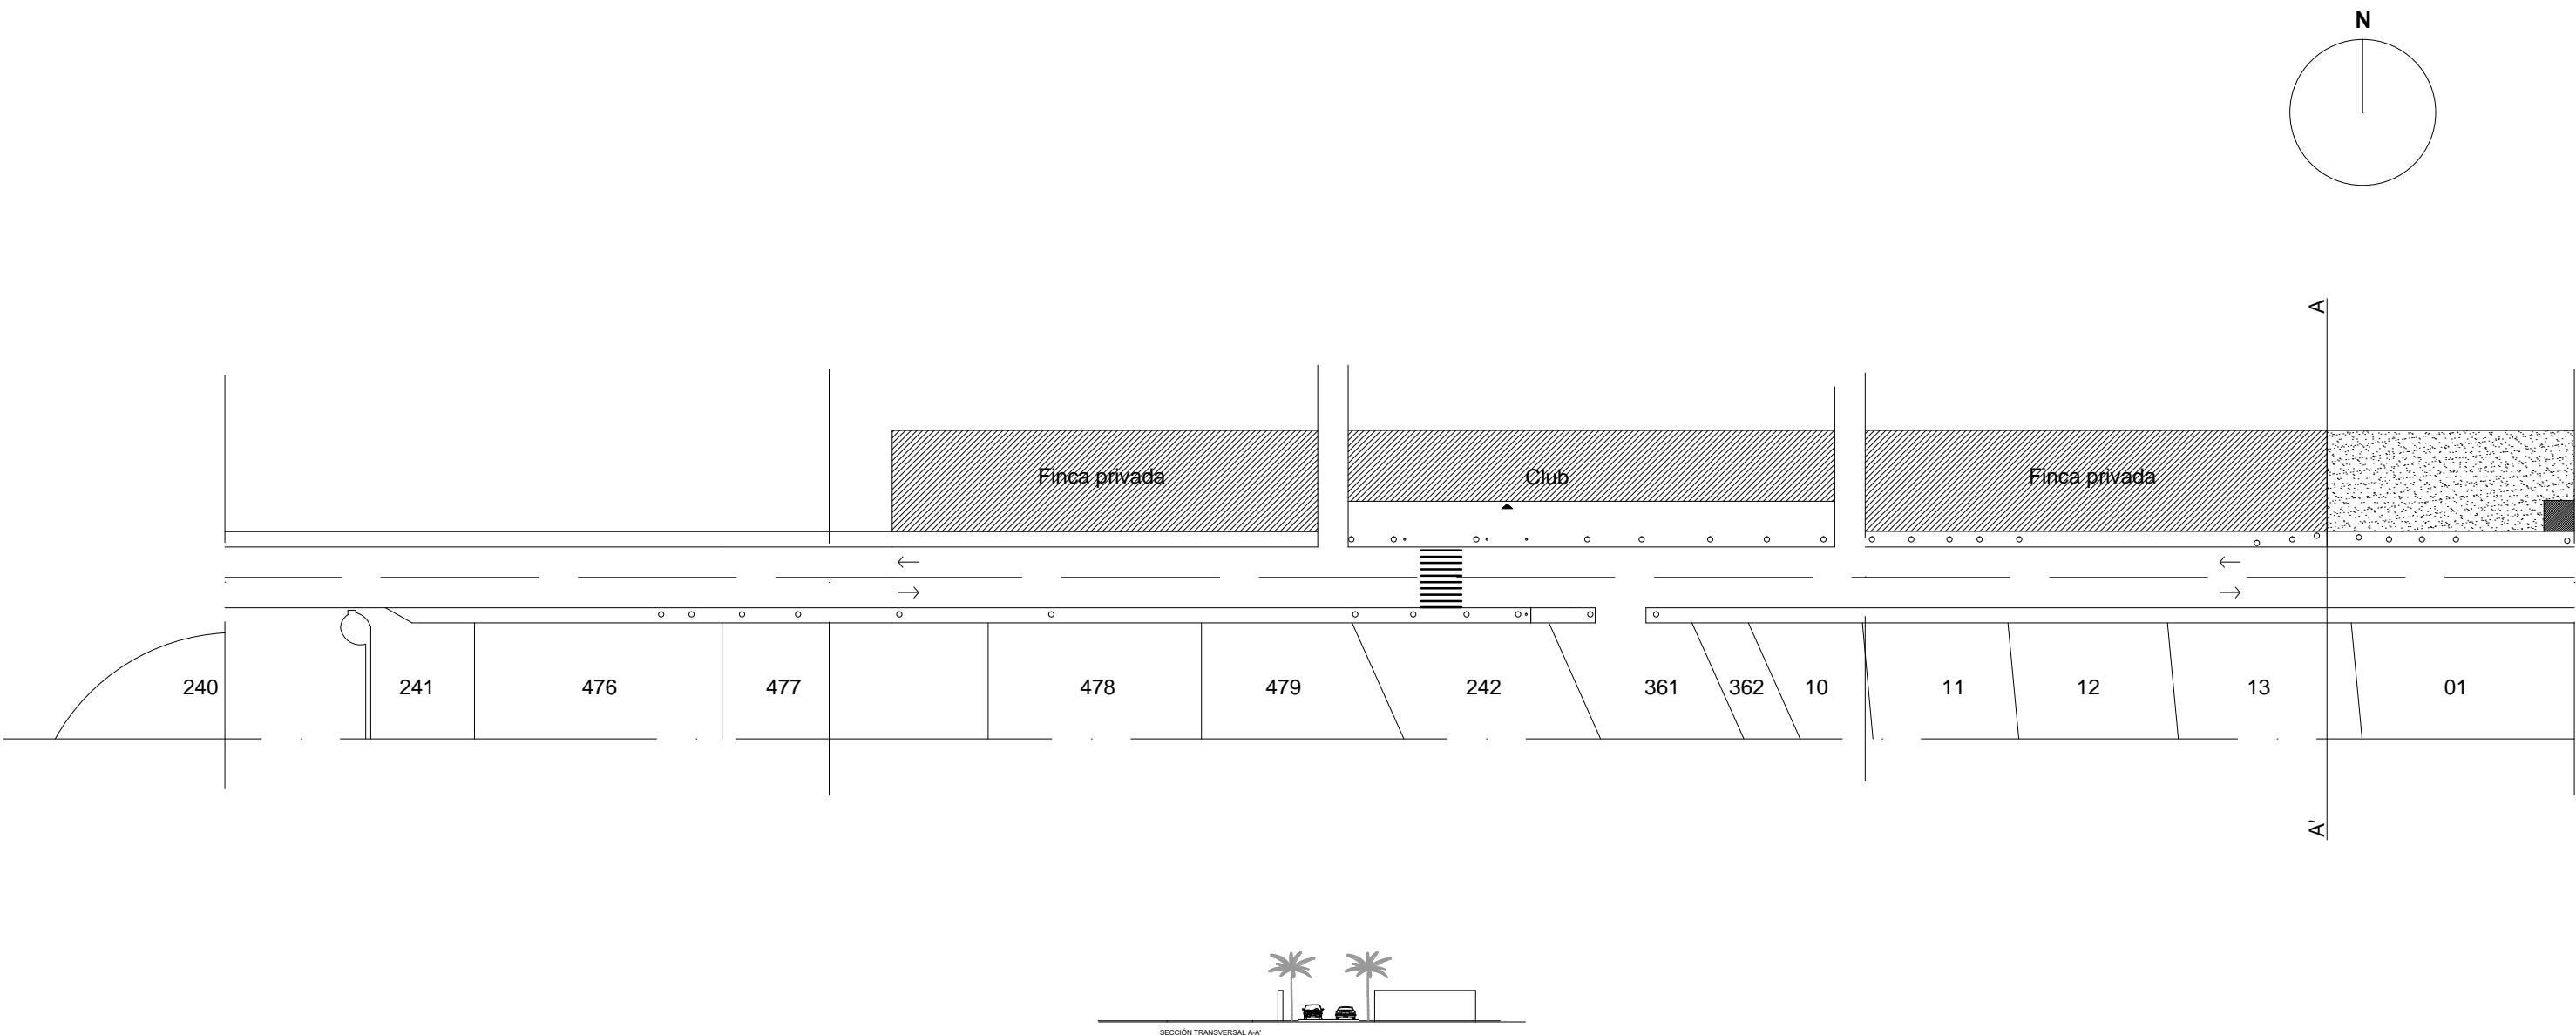 N
A
Finca privada
Club
Finca privada
240
241
476
477
478
479
242
361
362
10
11
12
13
01
A'
SECCIÓN TRANSVERSAL A-A'